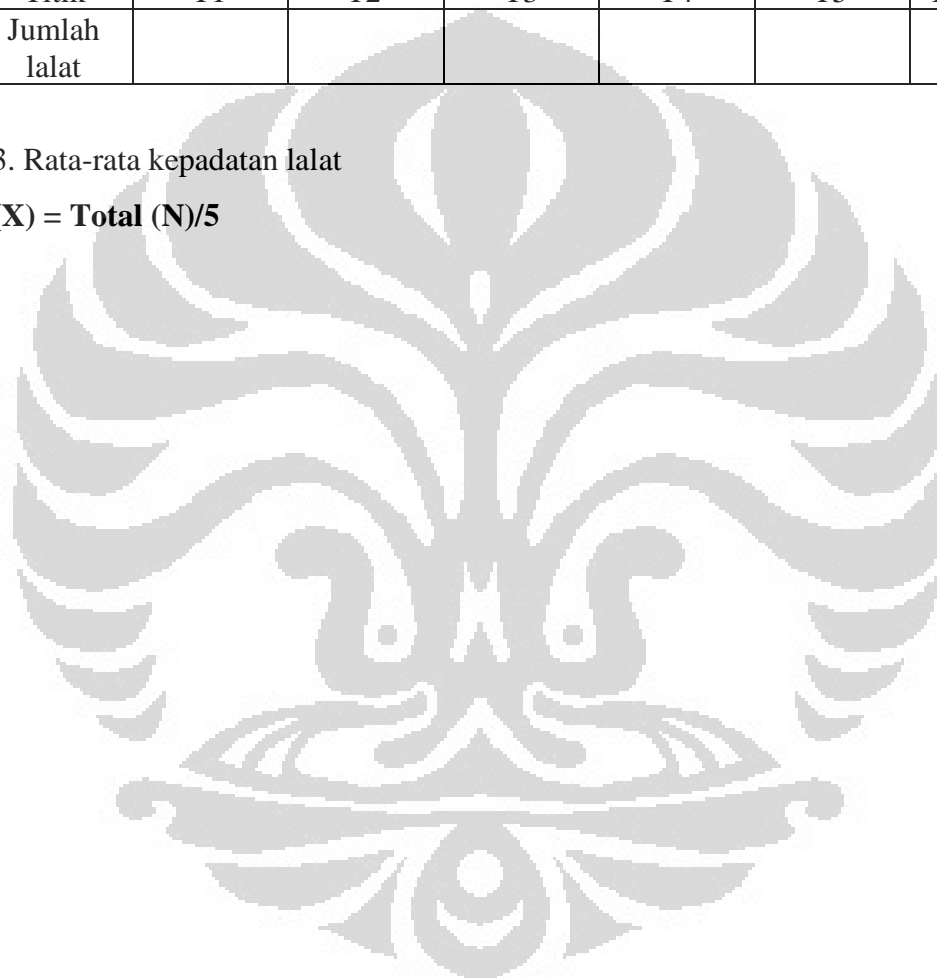 Jumlah
lalat
3. Rata-rata kepadatan lalat
(X) = Total (N)/5